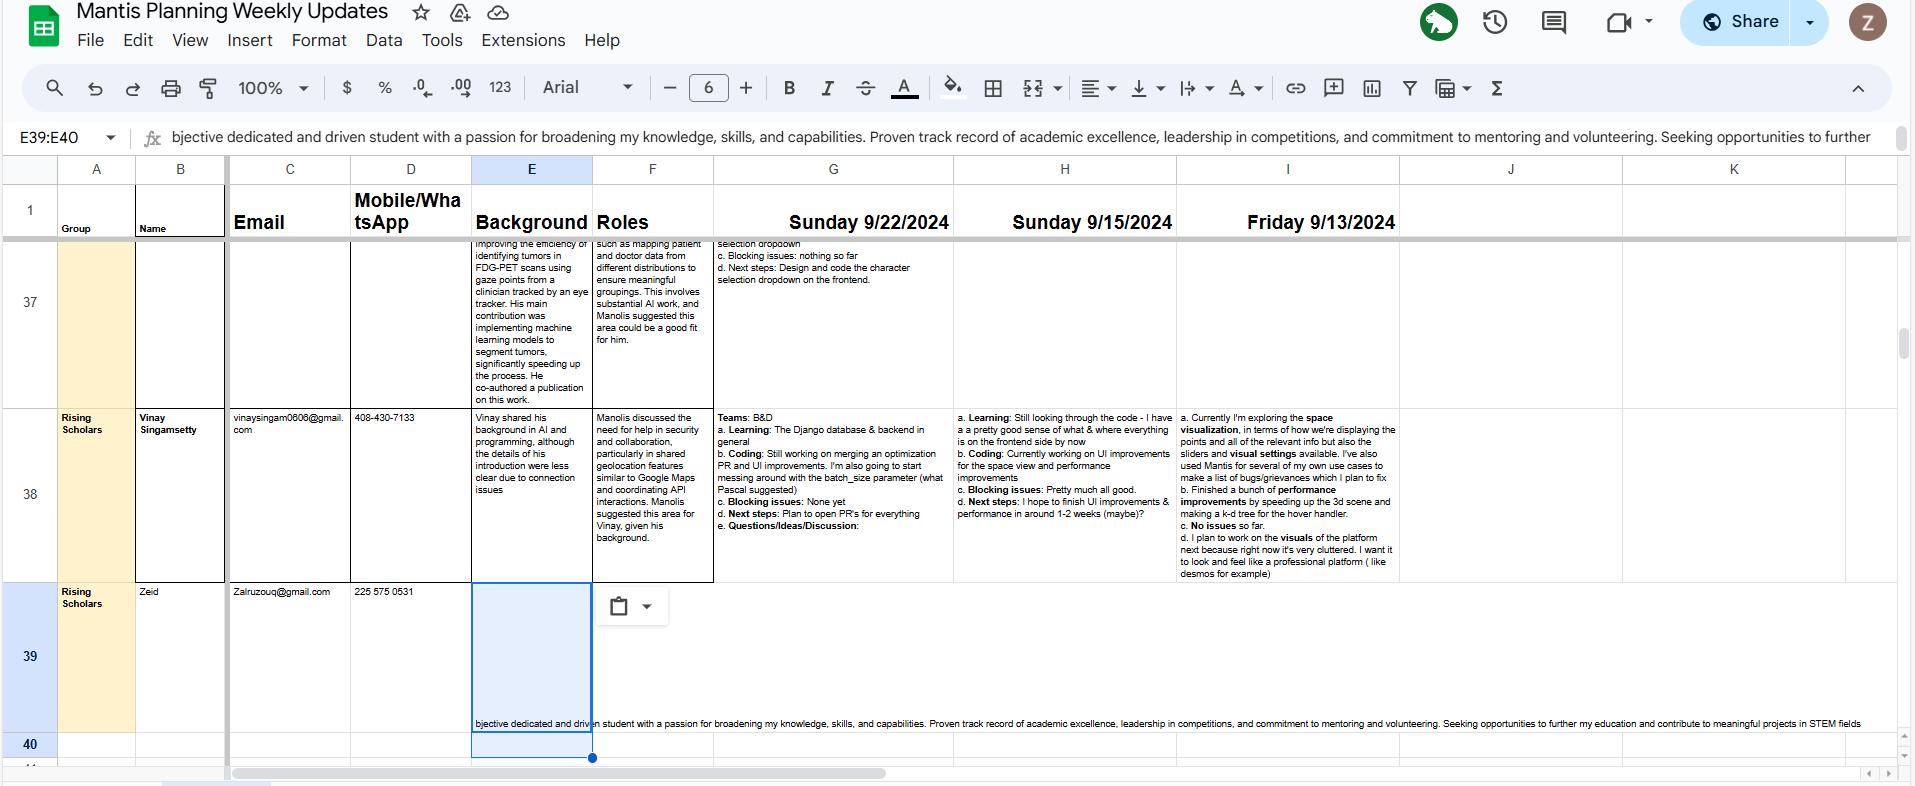 Mantis Planning Weekly Updates
File Edit View Insert Format Data Tools Extensions Help
Share
Z
100% $ % .0 .00 123 Arial 6 B I S A
E39:E40 fx bjective dedicated and driven student with a passion for broadening my knowledge, skills, and capabilities. Proven track record of academic excellence, leadership in competitions, and commitment to mentoring and volunteering. Seeking opportunities to further
A B C D E F G H I J K
1
Group
Name
Email
Mobile/Wha
tsApp
Background
Roles
Sunday 9/22/2024
Sunday 9/15/2024
Friday 9/13/2024
37
improving the efficiency of
identifying tumors in
FDG-PET scans using
gaze points from a
clinician tracked by an eye
tracker. His main
contribution was
implementing machine
learning models to
segment tumors,
significantly speeding up
the process. He
co-authored a publication
on this work.
such as mapping patient
and doctor data from
different distributions to
ensure meaningful
groupings. This involves
substantial AI work, and
Manolis suggested this
area could be a good fit
for him.
selection dropdown
c. Blocking issues: nothing so far
d. Next steps: Design and code the character
selection dropdown on the frontend.
38
Rising
Scholars
Vinay
Singamsetty
vinaysingam0606@gmail.
com
408-430-7133
Vinay shared his
background in AI and
programming, although
the details of his
introduction were less
clear due to connection
issues
Manolis discussed the
need for help in security
and collaboration,
particularly in shared
geolocation features
similar to Google Maps
and coordinating API
interactions. Manolis
suggested this area for
Vinay, given his
background.
Teams: B&D
a. Learning: The Django database & backend in
general
b. Coding: Still working on merging an optimization
PR and UI improvements. I'm also going to start
messing around with the batch_size parameter (what
Pascal suggested)
c. Blocking issues: None yet
d. Next steps: Plan to open PR's for everything
e. Questions/Ideas/Discussion:
a. Learning: Still looking through the code - I have
a a pretty good sense of what & where everything
is on the frontend side by now
b. Coding: Currently working on UI improvements
for the space view and performance
improvements
c. Blocking issues: Pretty much all good.
d. Next steps: I hope to finish UI improvements &
performance in around 1-2 weeks (maybe)?
a. Currently I'm exploring the space
visualization, in terms of how we're displaying the
points and all of the relevant info but also the
sliders and visual settings available. I've also
used Mantis for several of my own use cases to
make a list of bugs/grievances which I plan to fix
b. Finished a bunch of performance
improvements by speeding up the 3d scene and
making a k-d tree for the hover handler.
c. No issues so far.
d. I plan to work on the visuals of the platform
next because right now it's very cluttered. I want it
to look and feel like a professional platform ( like
desmos for example)
39
Rising
Scholars
Zeid
Zalruzouq@gmail.com
225 575 0531
bjective dedicated and driven student with a passion for broadening my knowledge, skills, and capabilities. Proven track record of academic excellence, leadership in competitions, and commitment to mentoring and volunteering. Seeking opportunities to further my education and contribute to meaningful projects in STEM fields
40